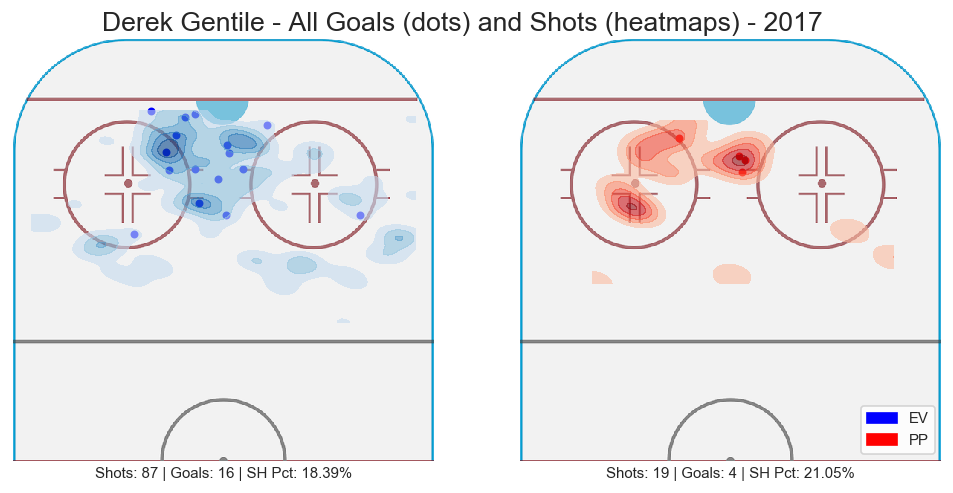 Derek Gentile - All Goals (dots) and Shots (heatmaps) - 2017
EV
PP
Shots: 87 | Goals: 16 | SH Pct: 18.39%
Shots: 19 | Goals: 4 | SH Pct: 21.05%